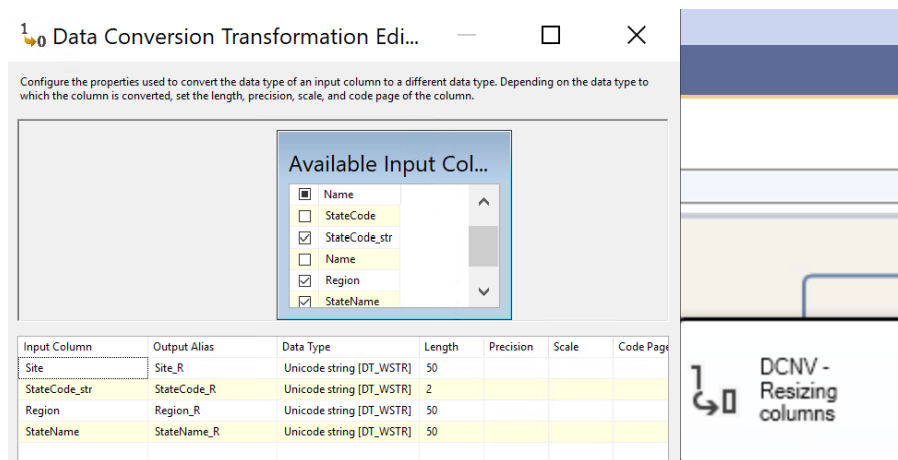 Data Conversion Transformation Edi...
Configure the properties used to convert the data type of an input column to a different data type. Depending on the data type to
which the column is converted, set the length, precision, scale, and code page of the column.
Available Input Col...
Name
StateCode
StateCode_str
Name
Region
StateName
Input Column Output Alias Data Type Length Precision Scale Code Page
Site Site_R Unicode string [DT_WSTR] 50
StateCode_str StateCode_R Unicode string [DT_WSTR] 2
Region Region_R Unicode string [DT_WSTR] 50
StateName StateName_R Unicode string [DT_WSTR] 50
DCNV -
Resizing
columns